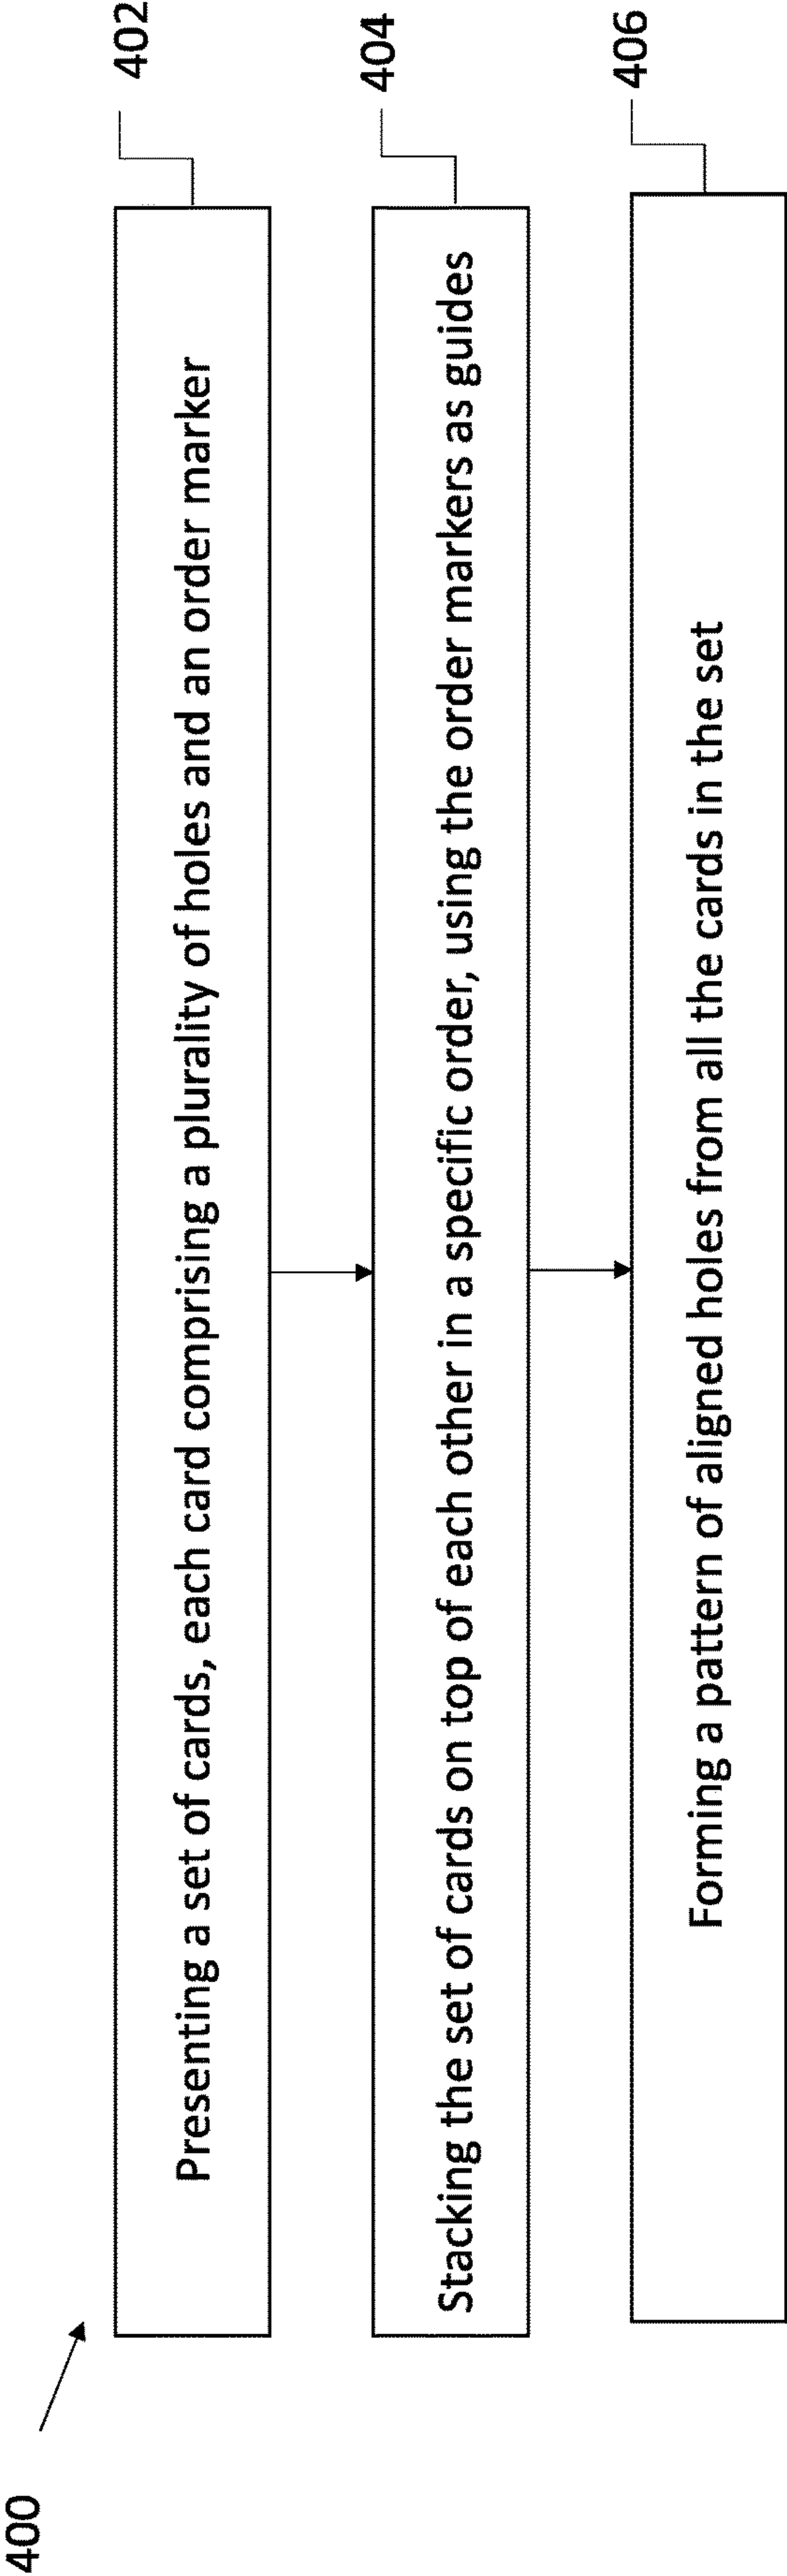 400
Presenting a set of cards, each card comprising a plurality of holes and an order marker
402
Stacking the set of cards on top of each other in a specific order, using the order markers as guides
404
Forming a pattern of aligned holes from all the cards in the set
406